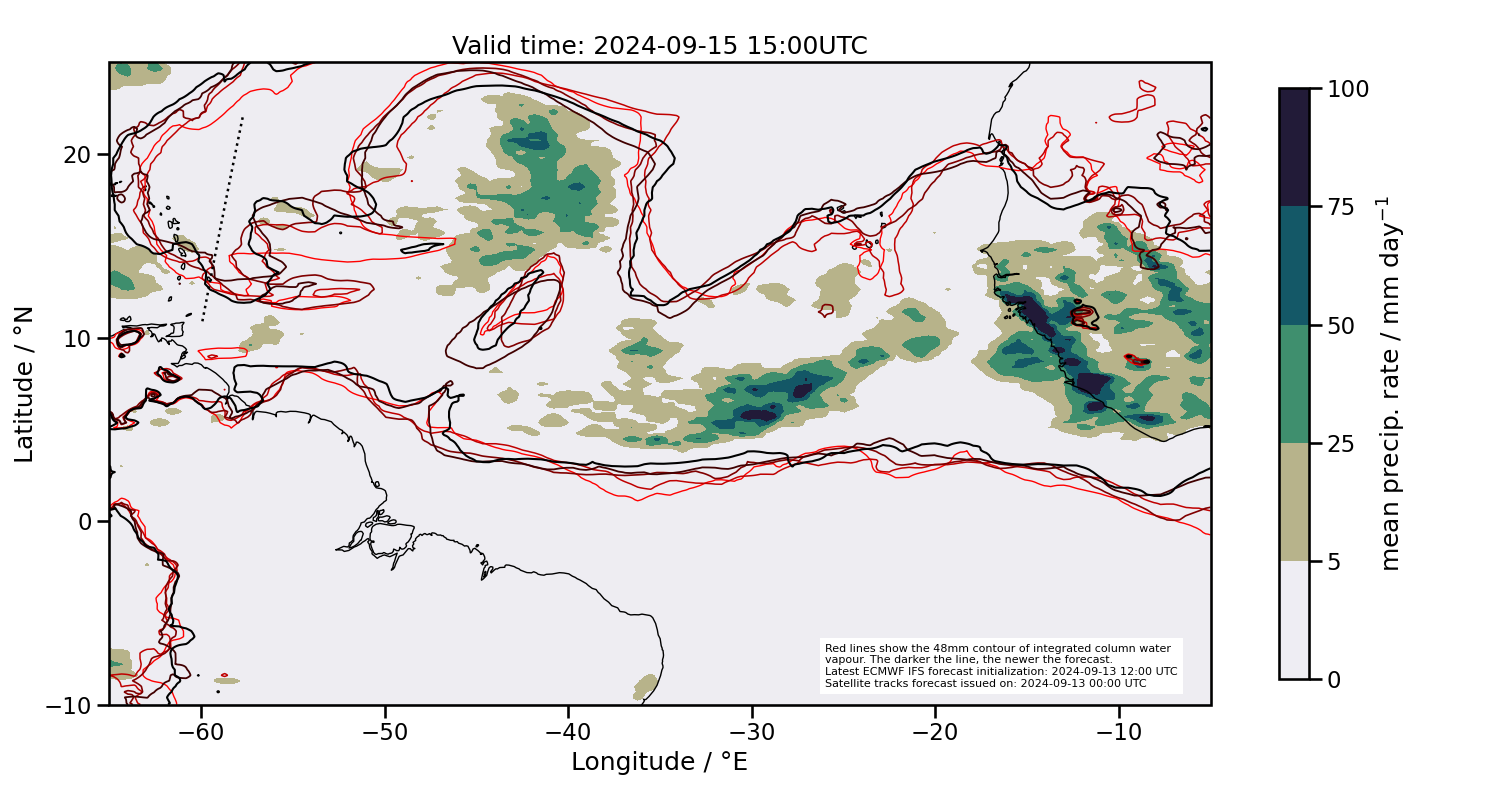 Valid time: 2024-09-15 15:00UTC
Latitude / °N
20
10
0
−10
−60
−50
−40
−30
−20
−10
Longitude / °E
Red lines show the 48mm contour of integrated column water
vapour. The darker the line, the newer the forecast.
Latest ECMWF IFS forecast initialization: 2024-09-13 12:00 UTC
Satellite tracks forecast issued on: 2024-09-13 00:00 UTC
100
75
50
25
5
0
mean precip. rate / mm day⁻¹